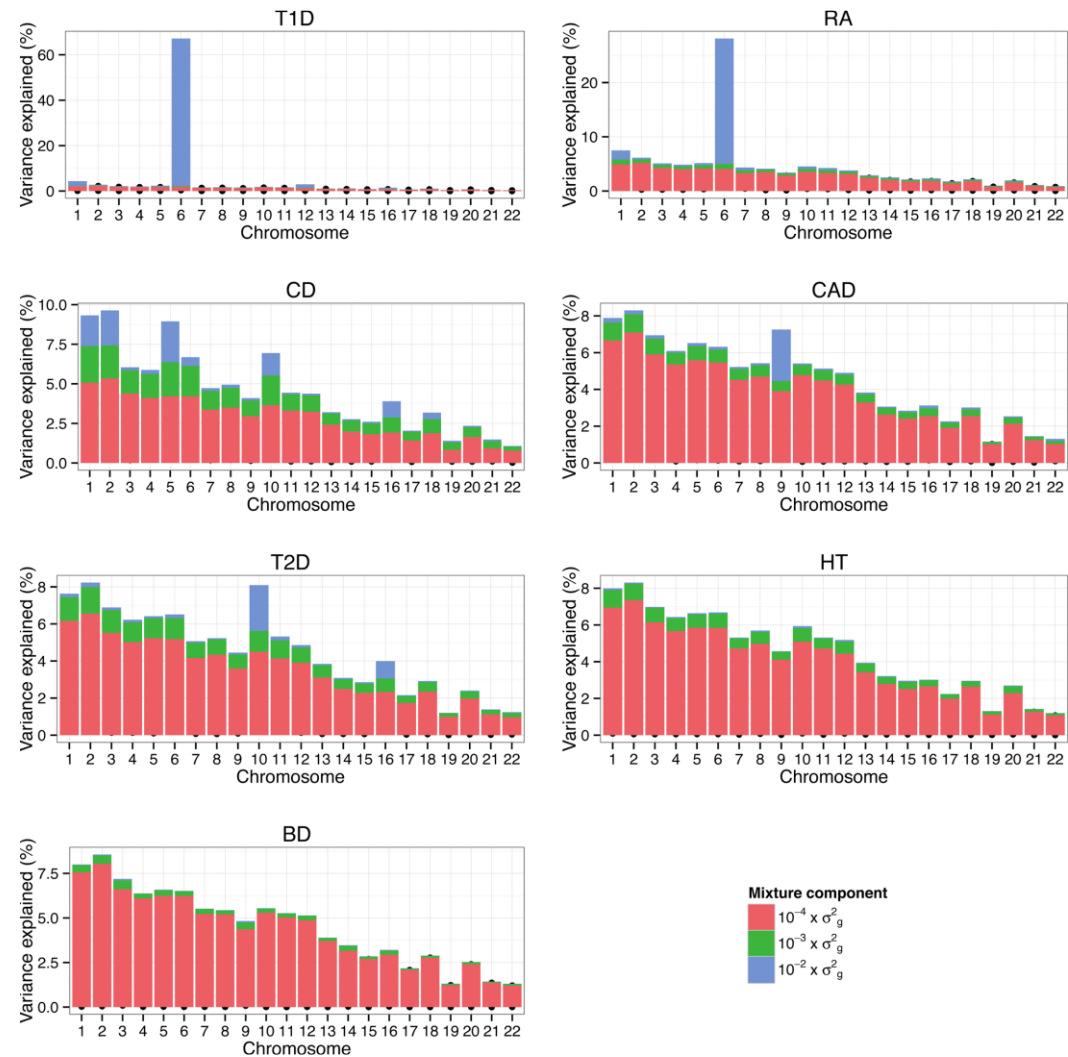 T1D
Variance explained (%)
60
40
20
0
1 2 3 4 5 6 7 8 9 10 11 12 13 14 15 16 17 18 19 20 21 22
Chromosome
RA
Variance explained (%)
20
10
0
1 2 3 4 5 6 7 8 9 10 11 12 13 14 15 16 17 18 19 20 21 22
Chromosome
CD
Variance explained (%)
10.0
7.5
5.0
2.5
0.0
1 2 3 4 5 6 7 8 9 10 11 12 13 14 15 16 17 18 19 20 21 22
Chromosome
CAD
Variance explained (%)
8
6
4
2
0
1 2 3 4 5 6 7 8 9 10 11 12 13 14 15 16 17 18 19 20 21 22
Chromosome
T2D
Variance explained (%)
8
6
4
2
0
1 2 3 4 5 6 7 8 9 10 11 12 13 14 15 16 17 18 19 20 21 22
Chromosome
HT
Variance explained (%)
8
6
4
2
0
1 2 3 4 5 6 7 8 9 10 11 12 13 14 15 16 17 18 19 20 21 22
Chromosome
BD
Variance explained (%)
7.5
5.0
2.5
0.0
1 2 3 4 5 6 7 8 9 10 11 12 13 14 15 16 17 18 19 20 21 22
Chromosome
Mixture component
10⁻⁴ x σ²g
10⁻³ x σ²g
10⁻² x σ²g